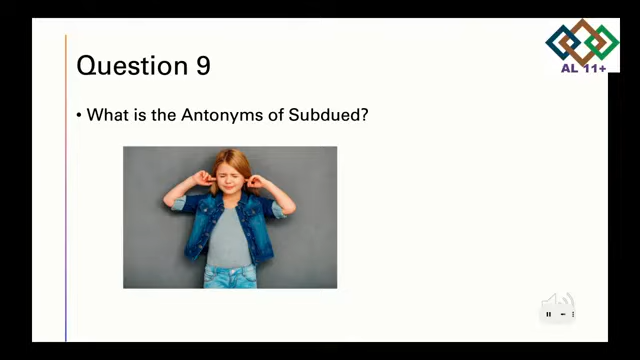 AL 11+
Question 9
• What is the Antonyms of Subdued?